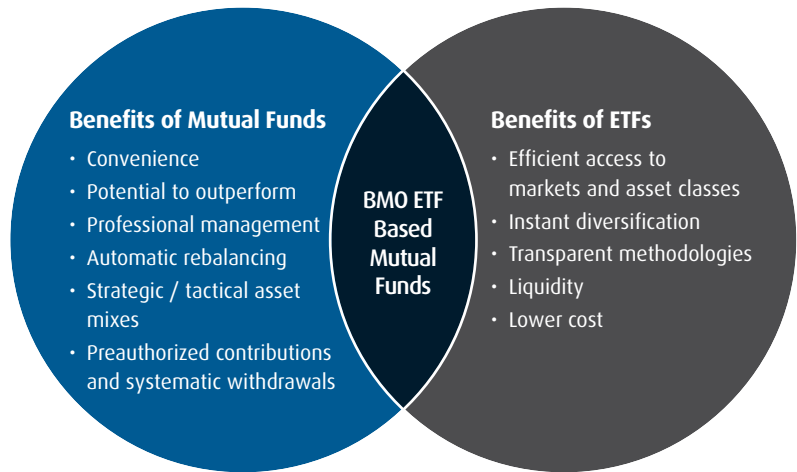 Benefits of Mutual Funds
· Convenience
· Potential to outperform
· Professional management
· Automatic rebalancing
· Strategic / tactical asset
mixes
· Preauthorized contributions
and systematic withdrawals
BMO ETF
Based
Mutual
Funds
Benefits of ETFs
· Efficient access to
markets and asset classes
· Instant diversification
· Transparent methodologies
· Liquidity
· Lower cost